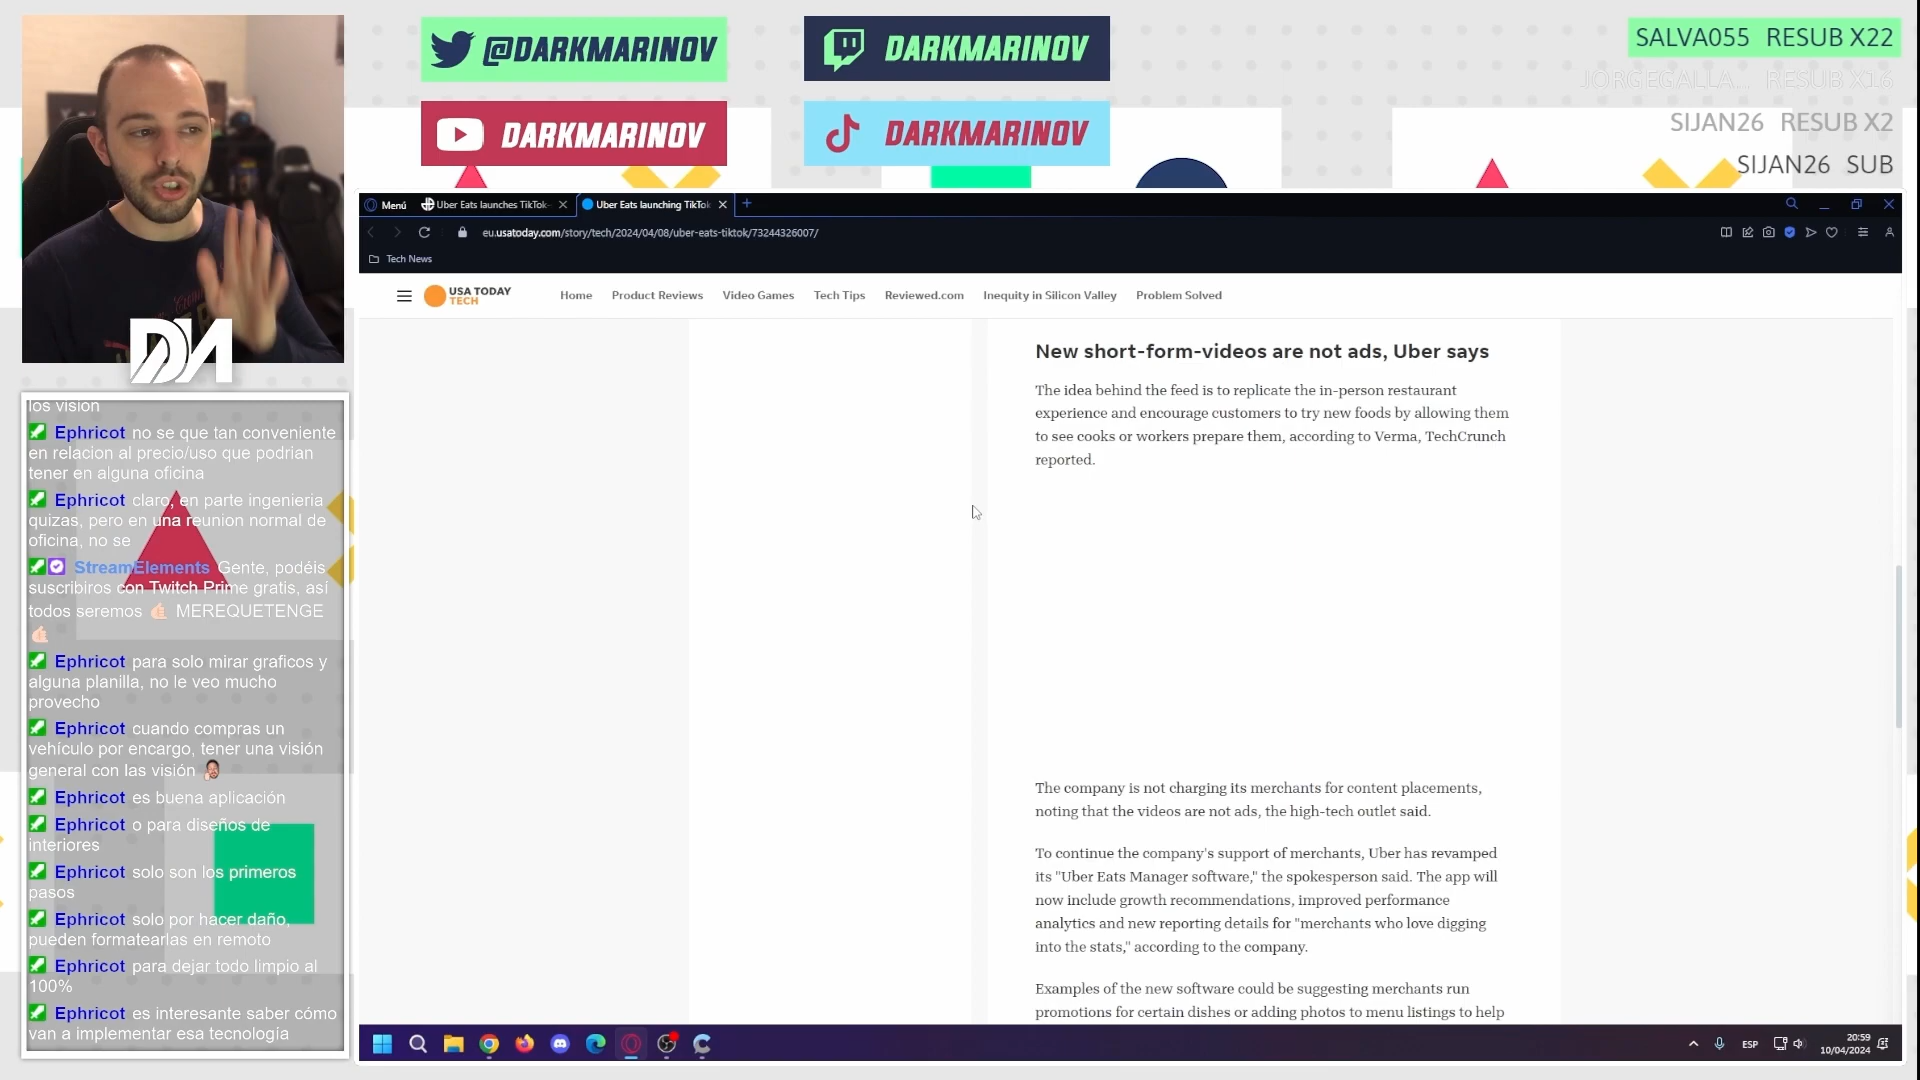 @DARKMARINOV
DARKMARINOV
DARKMARINOV
DARKMARINOV
SALVA055 RESUB X22
JORGEGALLA... RESUB X16
SIJAN26 RESUB X2
SIJAN26 SUB
DM
los vision
Ephricot no se que tan conveniente
en relacion al precio/uso que podrian
tener en alguna oficina
Ephricot claro, en parte ingenieria
quizas, pero en una reunion normal de
oficina, no se
StreamElements Gente, podéis
suscribiros con Twitch Prime gratis, así
todos seremos 🤙🏻 MEREQUETENGE
🤙🏻
Ephricot para solo mirar graficos y
alguna planilla, no le veo mucho
provecho
Ephricot cuando compras un
vehículo por encargo, tener una visión
general con las visión
Ephricot es buena aplicación
Ephricot o para diseños de
interiores
Ephricot solo son los primeros
pasos
Ephricot solo por hacer daño,
pueden formatearlas en remoto
Ephricot para dejar todo limpio al
100%
Ephricot es interesante saber cómo
van a implementar esa tecnología
Menú
Uber Eats launches TikTok-
Uber Eats launching TikTok
eu.usatoday.com/story/tech/2024/04/08/uber-eats-tiktok/73244326007/
Tech News
USA TODAY
TECH
Home Product Reviews Video Games Tech Tips Reviewed.com Inequity in Silicon Valley Problem Solved
New short-form-videos are not ads, Uber says
The idea behind the feed is to replicate the in-person restaurant
experience and encourage customers to try new foods by allowing them
to see cooks or workers prepare them, according to Verma, TechCrunch
reported.
The company is not charging its merchants for content placements,
noting that the videos are not ads, the high-tech outlet said.
To continue the company's support of merchants, Uber has revamped
its "Uber Eats Manager software," the spokesperson said. The app will
now include growth recommendations, improved performance
analytics and new reporting details for "merchants who love digging
into the stats," according to the company.
Examples of the new software could be suggesting merchants run
promotions for certain dishes or adding photos to menu listings to help
ESP
20:59
10/04/2024